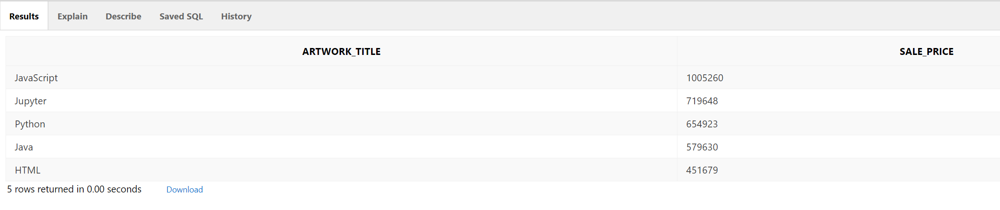 Results Explain Describe Saved SQL History
ARTWORK_TITLE SALE_PRICE
JavaScript 1005260
Jupyter 719648
Python 654923
Java 579630
HTML 451679
5 rows returned in 0.00 seconds Download